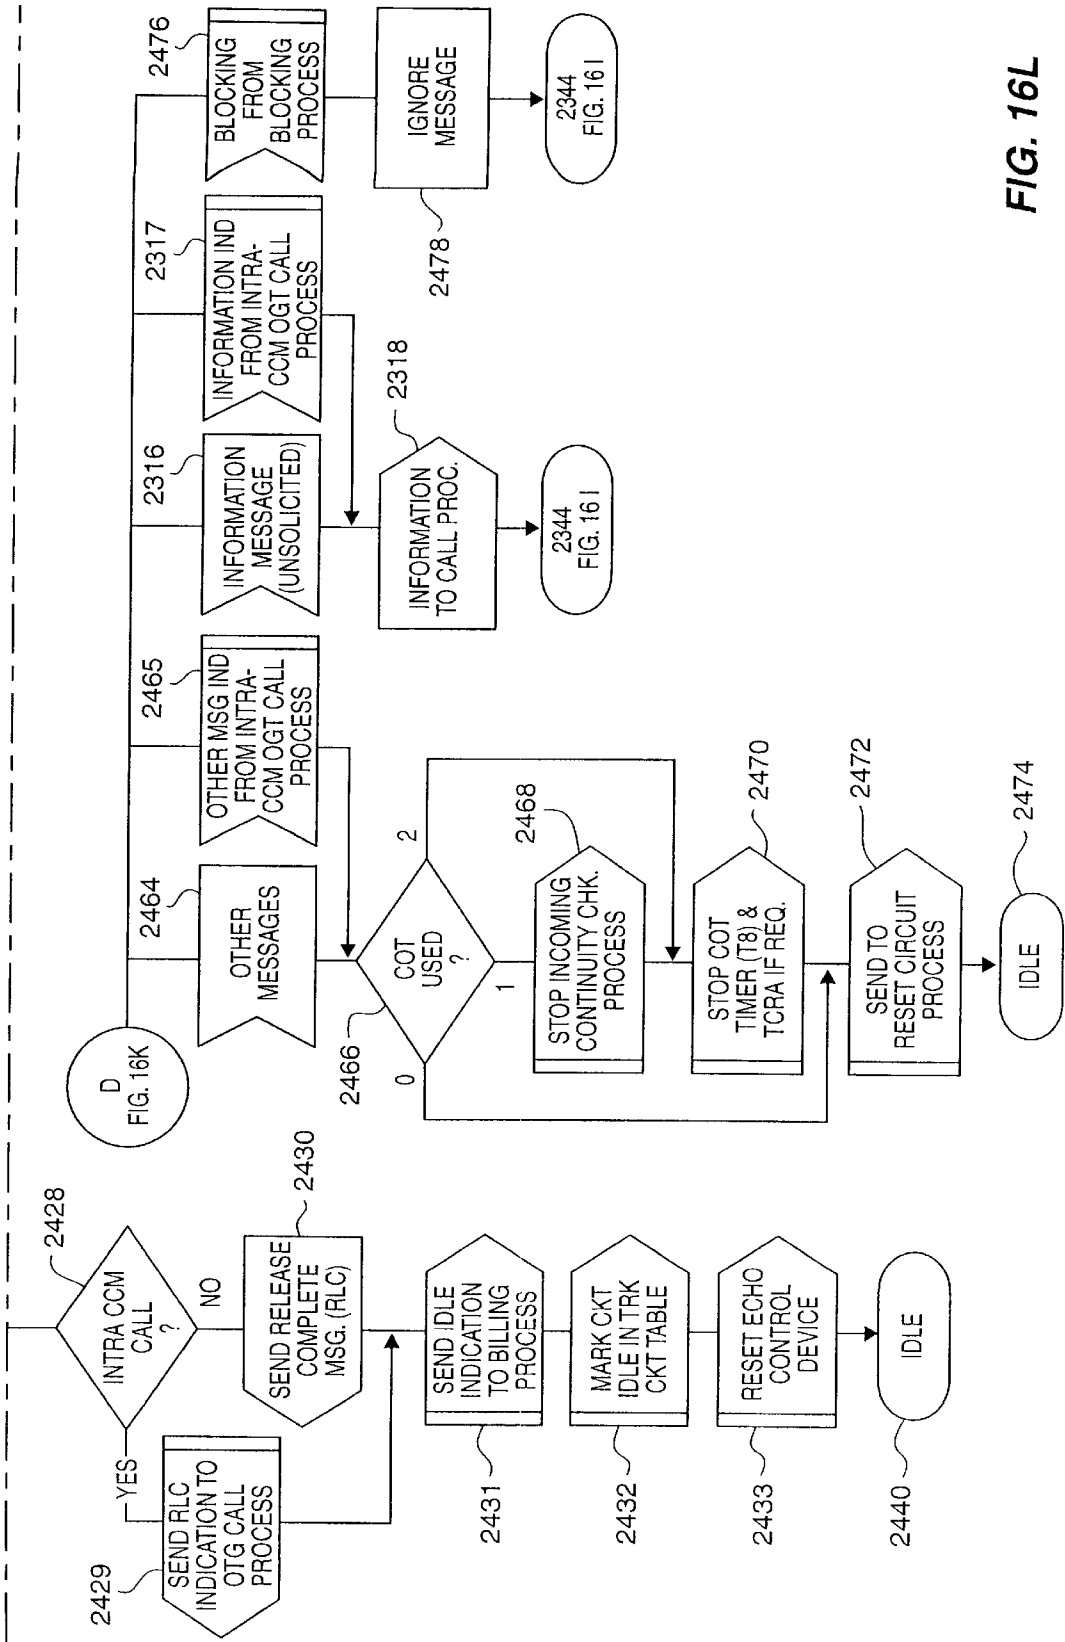 2428
INTRA CCM
CALL
?
YES
NO
2429
SEND RLC
INDICATION TO
OTG CALL
PROCESS
2430
SEND RELEASE
COMPLETE
MSG. (RLC)
2431
SEND IDLE
INDICATION
TO BILLING
PROCESS
2432
MARK CKT
IDLE IN TRK
CKT TABLE
2433
RESET ECHO
CONTROL
DEVICE
2440
IDLE
D
FIG. 16K
2464
OTHER
MESSAGES
2465
OTHER MSG IND
FROM INTRA-
CCM OGT CALL
PROCESS
2466
COT
USED
?
0
1
2
2468
STOP INCOMING
CONTINUITY CHK.
PROCESS
2470
STOP COT
TIMER (T8) &
TCRA IF REQ.
2472
SEND TO
RESET CIRCUIT
PROCESS
2474
IDLE
2316
INFORMATION
MESSAGE
(UNSOLICITED)
2317
INFORMATION IND
FROM INTRA-
CCM OGT CALL
PROCESS
2318
INFORMATION
TO CALL PROC.
2344
FIG. 16 I
2476
BLOCKING
FROM
BLOCKING
PROCESS
2478
IGNORE
MESSAGE
2344
FIG. 16 I
FIG. 16L